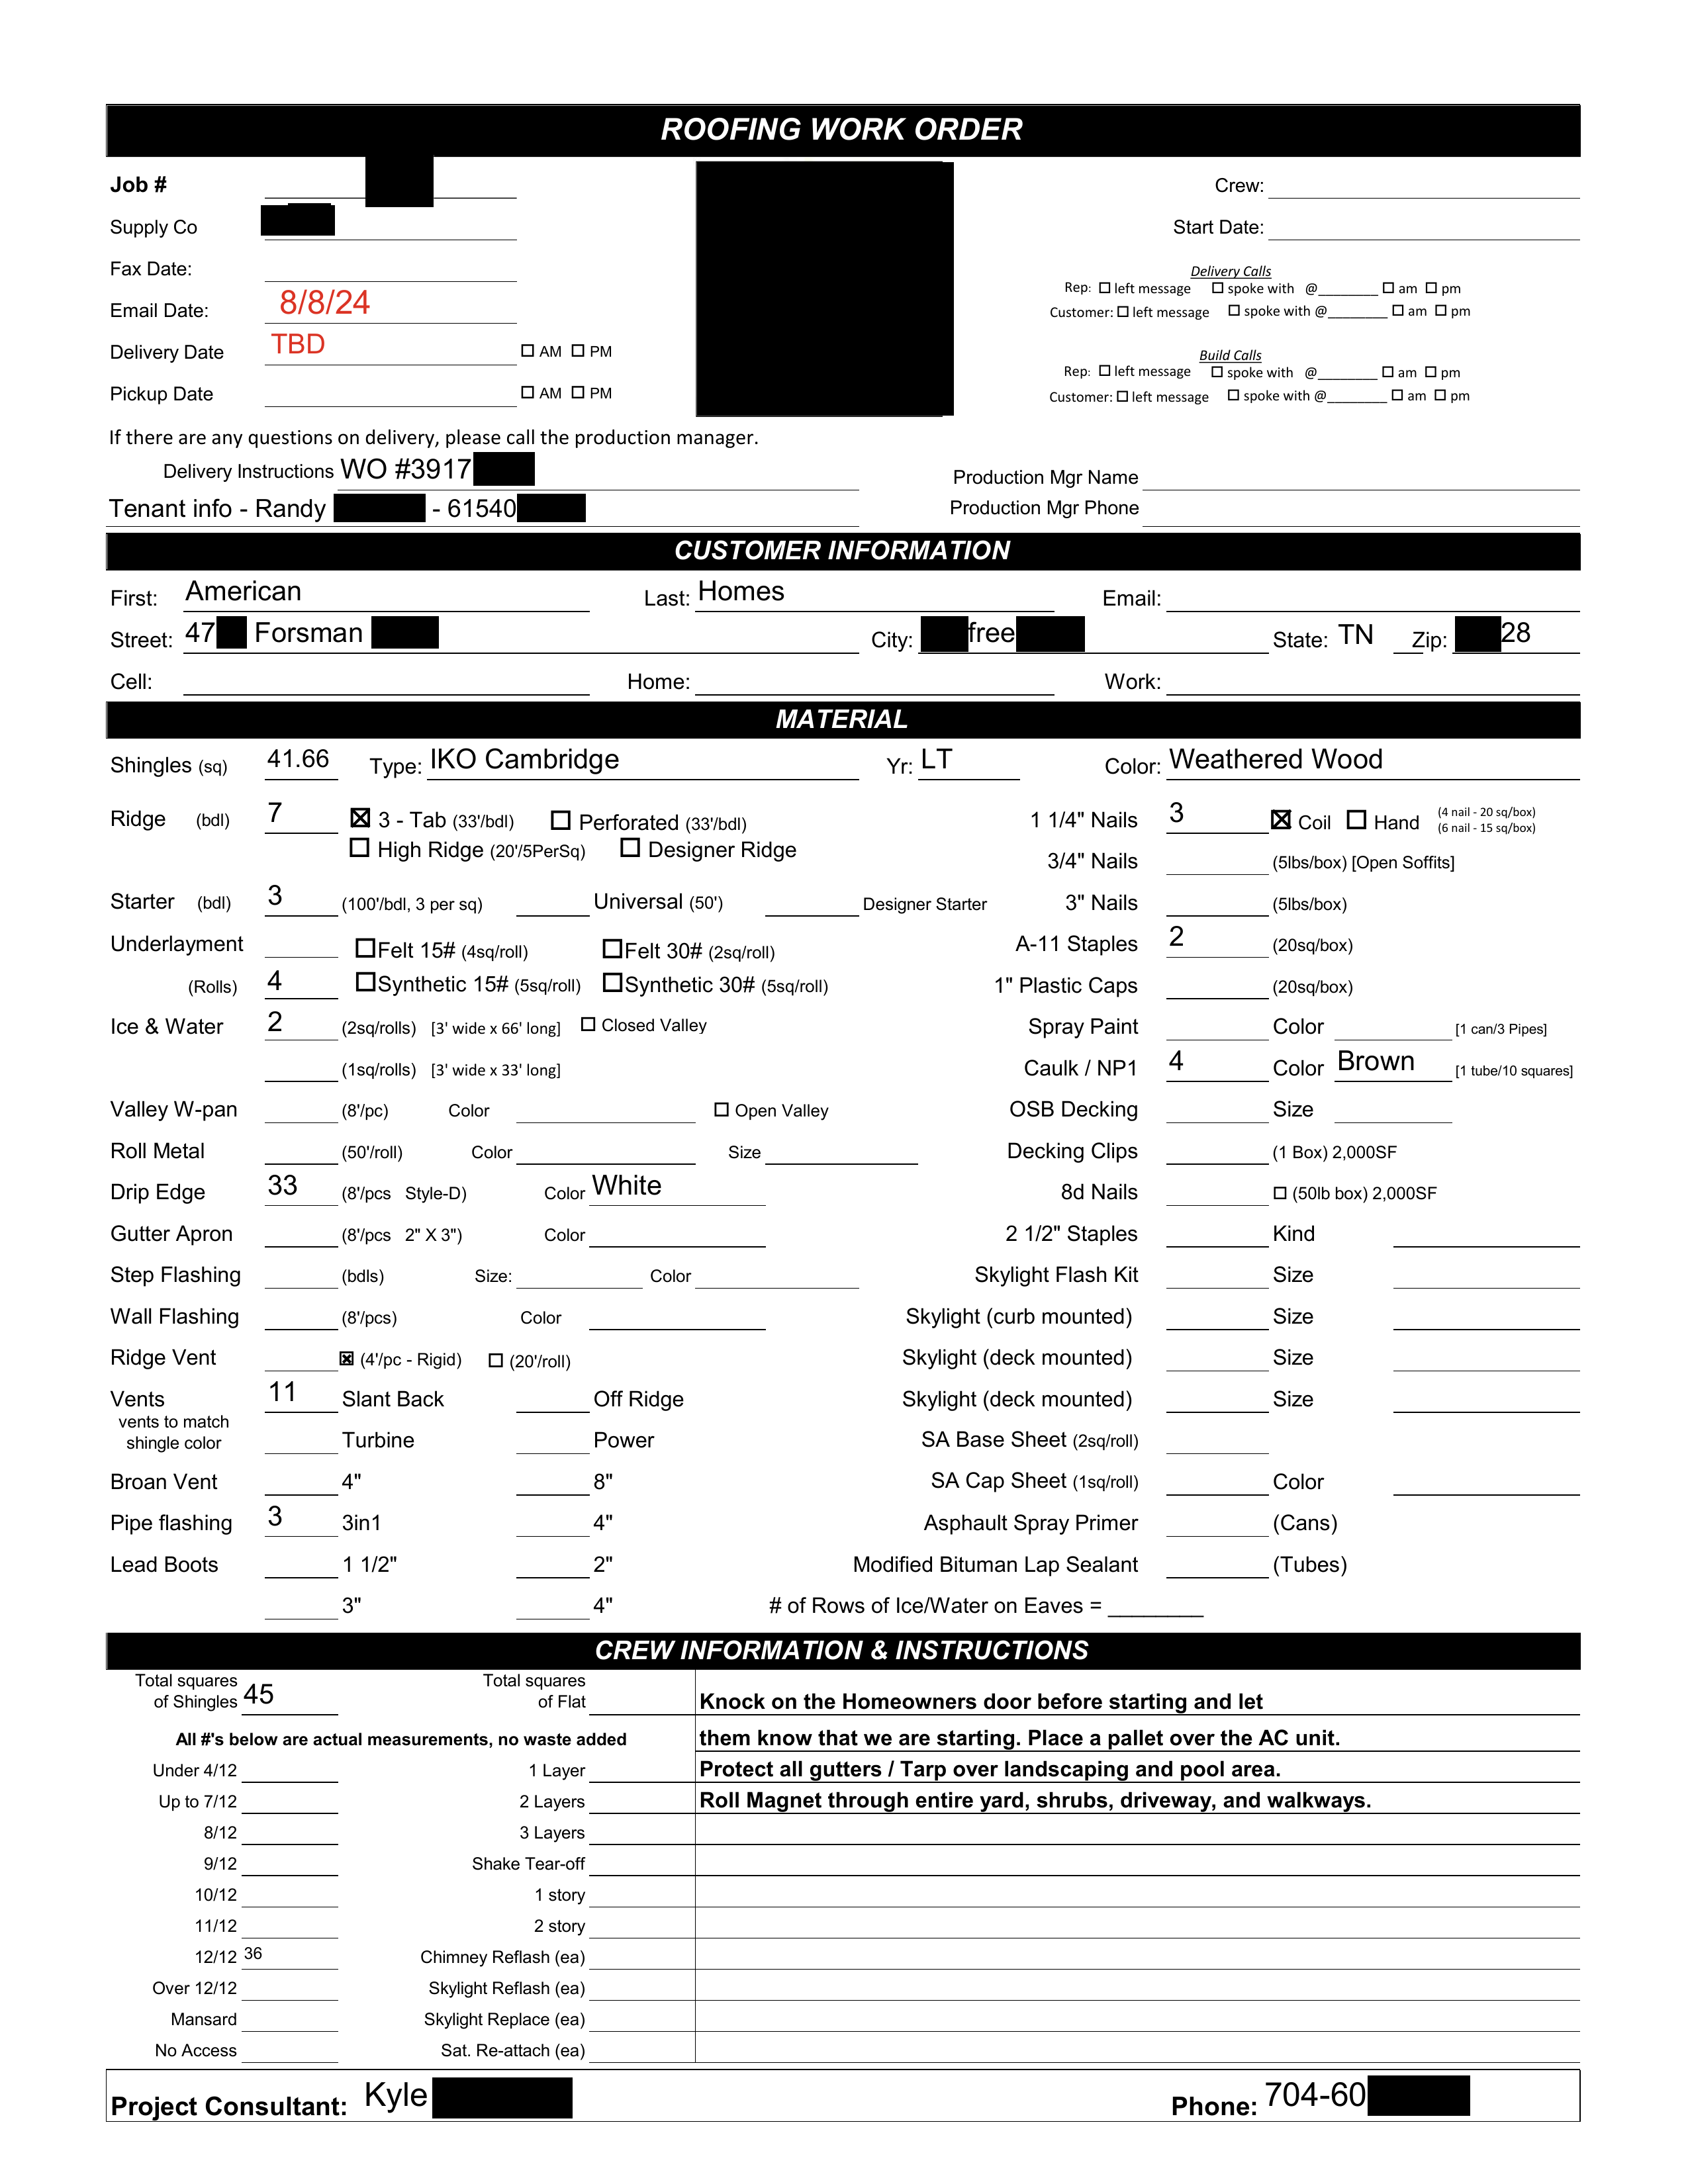 ROOFING WORK ORDER
Job # Crew:
Supply Co Start Date:
Fax Date: Delivery Calls
Rep: ☐ left message ☐ spoke with @________ ☐ am ☐ pm
Email Date: 8/8/24 Customer: ☐ left message ☐ spoke with @________ ☐ am ☐ pm
Delivery Date TBD ☐ AM ☐ PM Build Calls
Rep: ☐ left message ☐ spoke with @________ ☐ am ☐ pm
Pickup Date ☐ AM ☐ PM Customer: ☐ left message ☐ spoke with @________ ☐ am ☐ pm
If there are any questions on delivery, please call the production manager.
Delivery Instructions WO #3917 Production Mgr Name
Tenant info - Randy - 61540 Production Mgr Phone
CUSTOMER INFORMATION
First: American Last: Homes Email:
Street: 47 Forsman City: free State: TN Zip: 28
Cell: Home: Work:
MATERIAL
Shingles (sq) 41.66 Type: IKO Cambridge Yr: LT Color: Weathered Wood
Ridge (bdl) 7 ☒ 3 - Tab (33'/bdl) ☐ Perforated (33'/bdl) 1 1/4" Nails 3 ☒ Coil ☐ Hand (4 nail - 20 sq/box)
(6 nail - 15 sq/box)
☐ High Ridge (20'/5PerSq) ☐ Designer Ridge 3/4" Nails (5lbs/box) [Open Soffits]
Starter (bdl) 3 (100'/bdl, 3 per sq) Universal (50') Designer Starter 3" Nails (5lbs/box)
Underlayment ☐ Felt 15# (4sq/roll) ☐ Felt 30# (2sq/roll) A-11 Staples 2 (20sq/box)
(Rolls) 4 ☐ Synthetic 15# (5sq/roll) ☐ Synthetic 30# (5sq/roll) 1" Plastic Caps (20sq/box)
Ice & Water 2 (2sq/rolls) [3' wide x 66' long] ☐ Closed Valley Spray Paint Color [1 can/3 Pipes]
(1sq/rolls) [3' wide x 33' long] Caulk / NP1 4 Color Brown [1 tube/10 squares]
Valley W-pan (8'/pc) Color ☐ Open Valley OSB Decking Size
Roll Metal (50'/roll) Color Size Decking Clips (1 Box) 2,000SF
Drip Edge 33 (8'/pcs Style-D) Color White 8d Nails ☐ (50lb box) 2,000SF
Gutter Apron (8'/pcs 2" X 3") Color 2 1/2" Staples Kind
Step Flashing (bdls) Size: Color Skylight Flash Kit Size
Wall Flashing (8'/pcs) Color Skylight (curb mounted) Size
Ridge Vent ☒ (4'/pc - Rigid) ☐ (20'/roll) Skylight (deck mounted) Size
Vents 11 Slant Back Off Ridge Skylight (deck mounted) Size
vents to match
shingle color Turbine Power SA Base Sheet (2sq/roll)
Broan Vent 4" 8" SA Cap Sheet (1sq/roll) Color
Pipe flashing 3 3in1 4" Asphault Spray Primer (Cans)
Lead Boots 1 1/2" 2" Modified Bituman Lap Sealant (Tubes)
3" 4" # of Rows of Ice/Water on Eaves = ________
CREW INFORMATION & INSTRUCTIONS
Total squares of Shingles 45 Total squares of Flat Knock on the Homeowners door before starting and let
All #'s below are actual measurements, no waste added them know that we are starting. Place a pallet over the AC unit.
Under 4/12 1 Layer Protect all gutters / Tarp over landscaping and pool area.
Up to 7/12 2 Layers Roll Magnet through entire yard, shrubs, driveway, and walkways.
8/12 3 Layers
9/12 Shake Tear-off
10/12 1 story
11/12 2 story
12/12 36 Chimney Reflash (ea)
Over 12/12 Skylight Reflash (ea)
Mansard Skylight Replace (ea)
No Access Sat. Re-attach (ea)
Project Consultant: Kyle Phone: 704-60